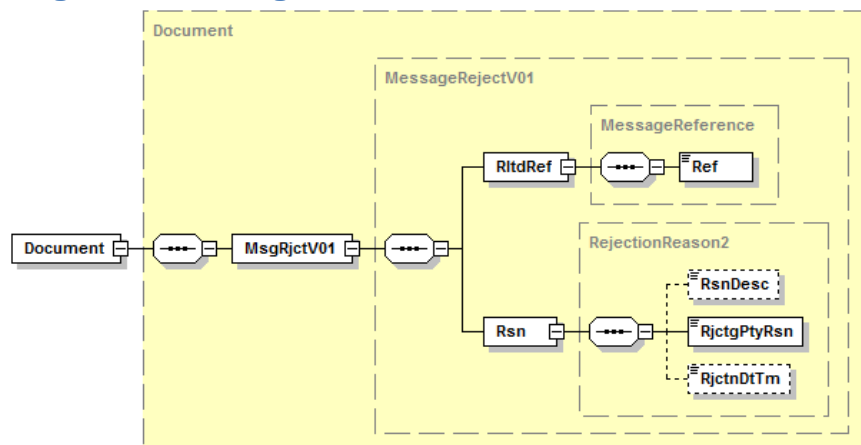 Document
MessageRejectV01
MessageReference
RltdRef
Ref
Document
MsgRjctV01
RejectionReason2
RsnDesc
Rsn
RjctgPtyRsn
RjctnDtTm